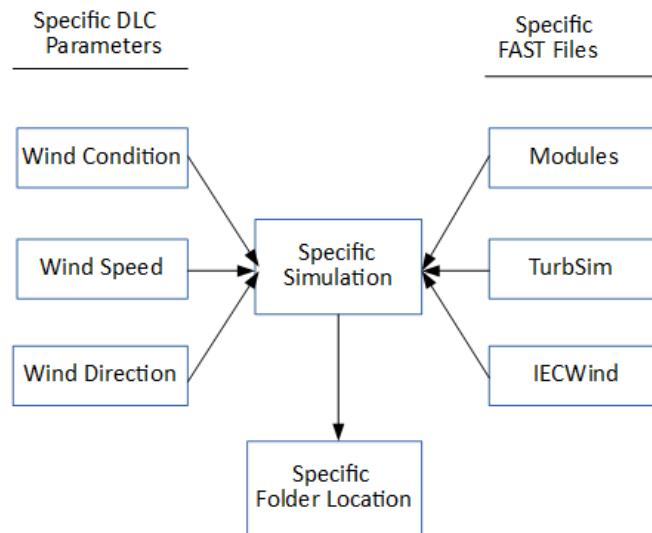 Specific DLC
Parameters
Specific
FAST Files
Wind Condition
Modules
Specific
Simulation
Wind Speed
TurbSim
Wind Direction
IECWind
Specific
Folder Location